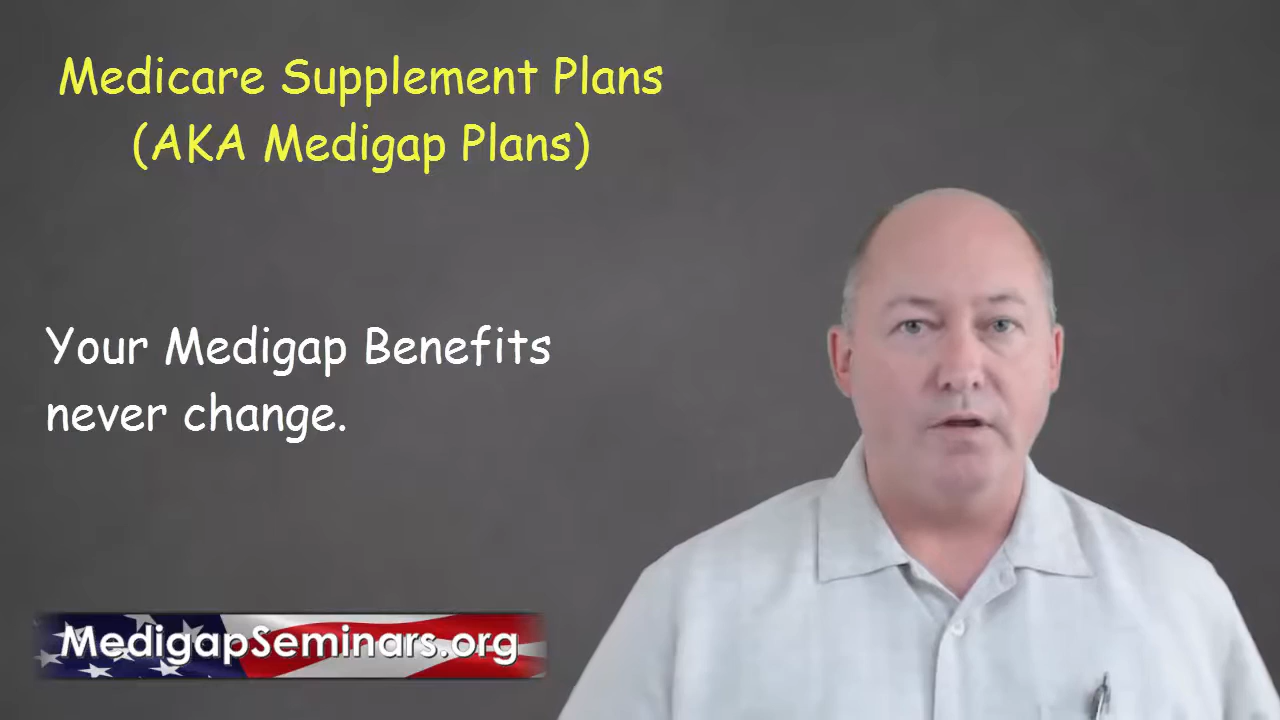 Medicare Supplement Plans
(AKA Medigap Plans)
Your Medigap Benefits
never change.
MedigapSeminars.org